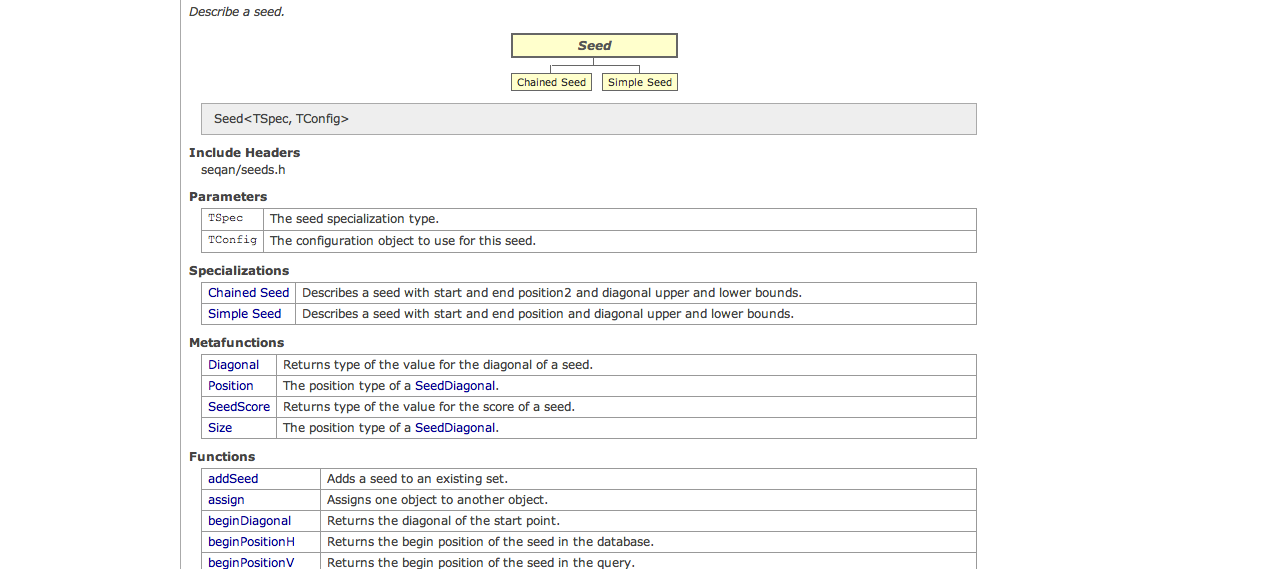 Describe a seed.
Seed
Chained Seed Simple Seed
Seed<TSpec, TConfig>
Include Headers
seqan/seeds.h
Parameters
TSpec The seed specialization type.
TConfig The configuration object to use for this seed.
Specializations
Chained Seed Describes a seed with start and end position2 and diagonal upper and lower bounds.
Simple Seed Describes a seed with start and end position and diagonal upper and lower bounds.
Metafunctions
Diagonal Returns type of the value for the diagonal of a seed.
Position The position type of a SeedDiagonal.
SeedScore Returns type of the value for the score of a seed.
Size The position type of a SeedDiagonal.
Functions
addSeed Adds a seed to an existing set.
assign Assigns one object to another object.
beginDiagonal Returns the diagonal of the start point.
beginPositionH Returns the begin position of the seed in the database.
beginPositionV Returns the begin position of the seed in the query.